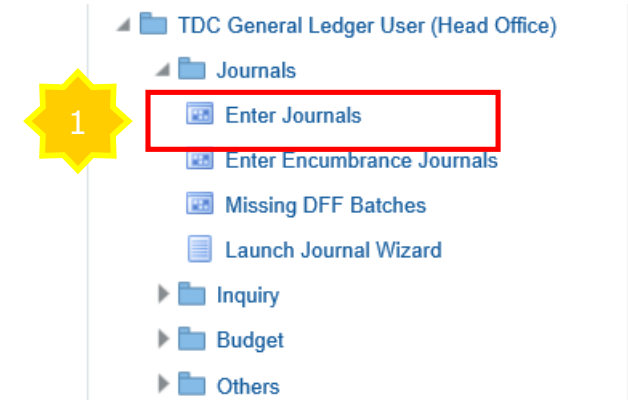 TDC General Ledger User (Head Office)
Journals
1
Enter Journals
Enter Encumbrance Journals
Missing DFF Batches
Launch Journal Wizard
Inquiry
Budget
Others